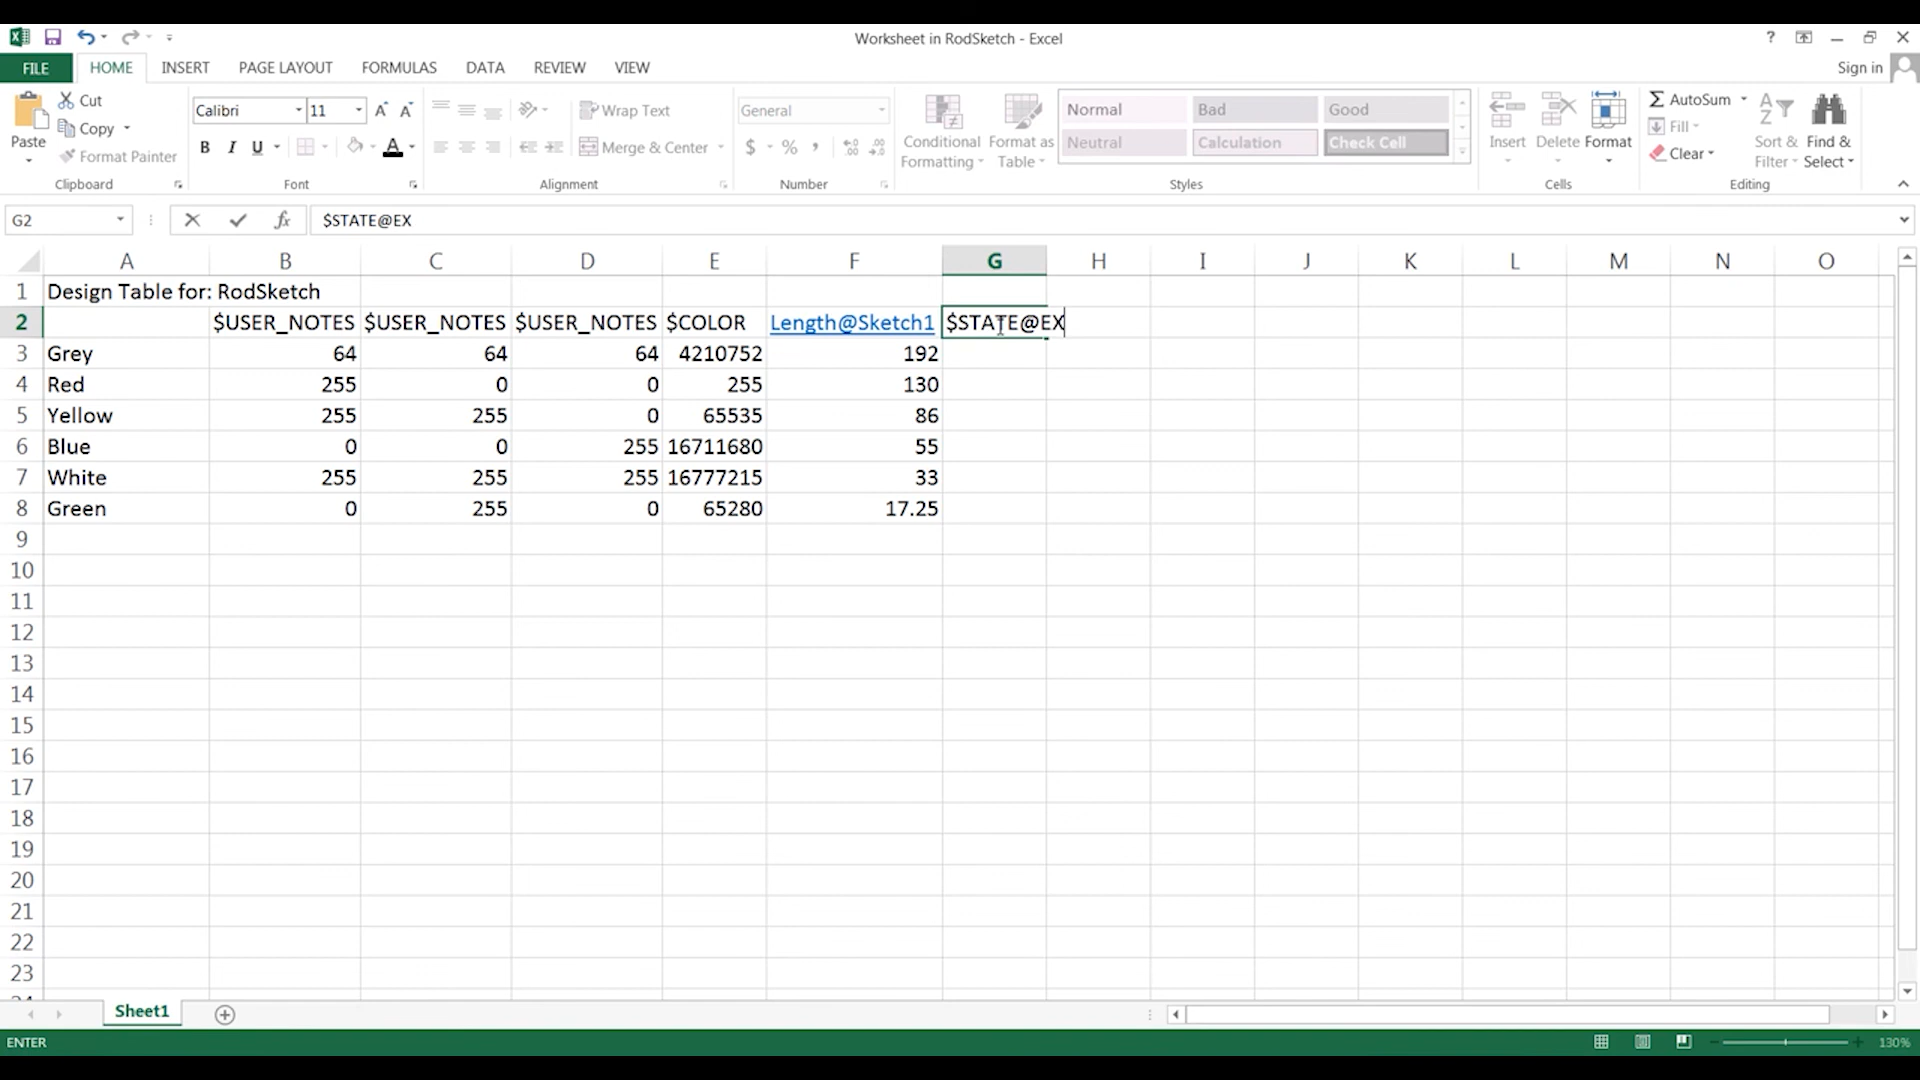 Worksheet in RodSketch - Excel
?
FILE HOME INSERT PAGE LAYOUT FORMULAS DATA REVIEW VIEW Sign in
Paste Cut Copy Format Painter
Clipboard
Calibri 11 A A
B I U A
Font
Wrap Text
Merge & Center
Alignment
General
$ % ,
Number
Conditional Formatting Format as Table
Normal Bad Good
Neutral Calculation Check Cell
Styles
Insert Delete Format
Cells
AutoSum
Fill
Clear
Sort & Filter Find & Select
Editing
G2 fx $STATE@EX
A B C D E F G H I J K L M N O
1 Design Table for: RodSketch
2 $USER_NOTES $USER_NOTES $USER_NOTES $COLOR Length@Sketch1 $STATE@EX
3 Grey 64 64 64 4210752 192
4 Red 255 0 0 255 130
5 Yellow 255 255 0 65535 86
6 Blue 0 0 255 16711680 55
7 White 255 255 255 16777215 33
8 Green 0 255 0 65280 17.25
9
10
11
12
13
14
15
16
17
18
19
20
21
22
23
Sheet1
ENTER 130%